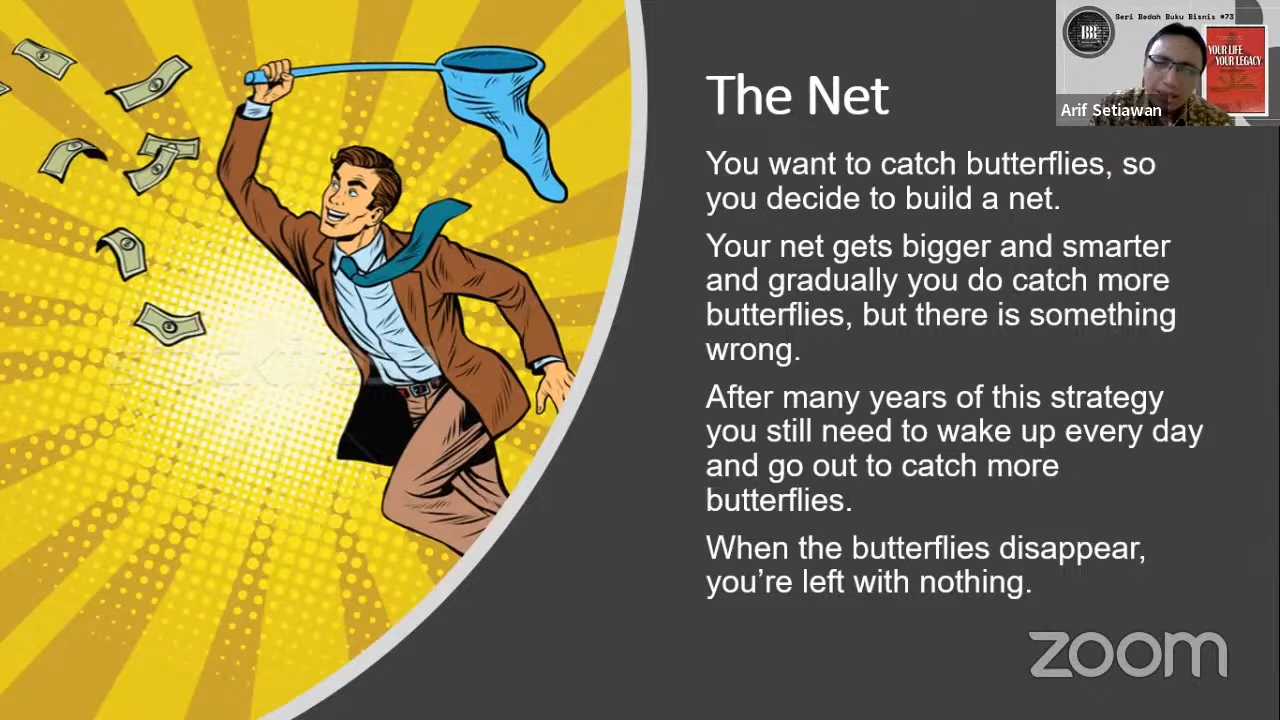 Seri Bedah Buku Bisnis #73
BBB
YOUR LIFE
YOUR LEGACY
Arif Setiawan
The Net
You want to catch butterflies, so
you decide to build a net.
Your net gets bigger and smarter
and gradually you do catch more
butterflies, but there is something
wrong.
After many years of this strategy
you still need to wake up every day
and go out to catch more
butterflies.
When the butterflies disappear,
you’re left with nothing.
zoom